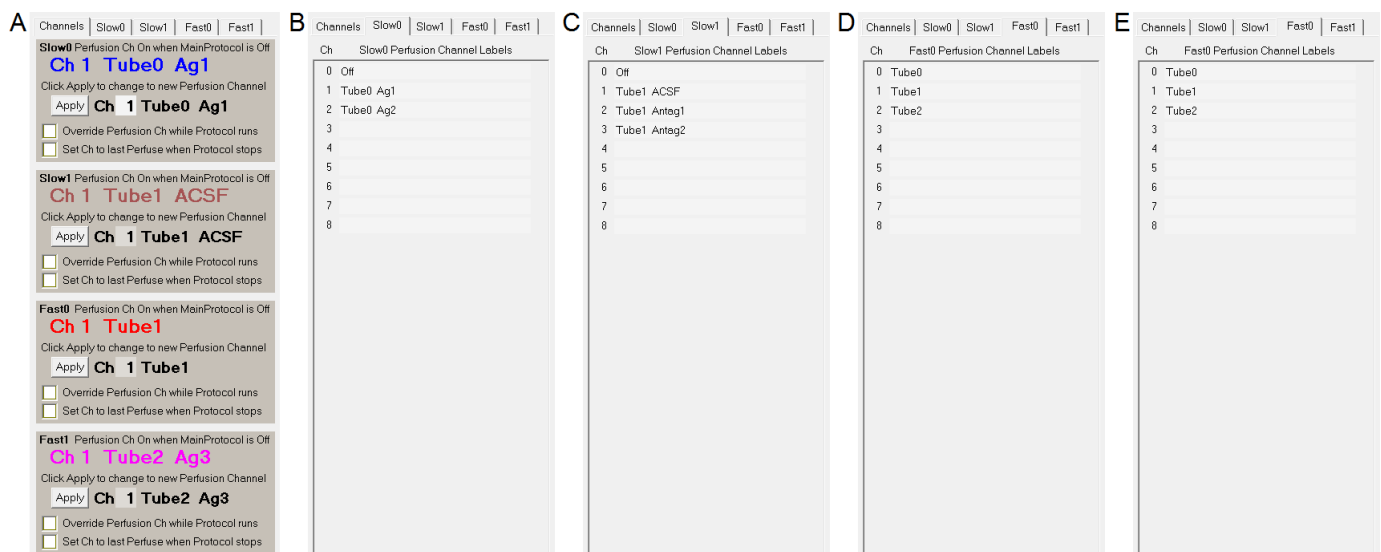 A
Channels Slow0 Slow1 Fast0 Fast1
Slow0 Perfusion Ch On when MainProtocol is Off
Ch 1 Tube0 Ag1
Click Apply to change to new Perfusion Channel
Apply Ch 1 Tube0 Ag1
Override Perfusion Ch while Protocol runs
Set Ch to last Perfuse when Protocol stops
Slow1 Perfusion Ch On when MainProtocol is Off
Ch 1 Tube1 ACSF
Click Apply to change to new Perfusion Channel
Apply Ch 1 Tube1 ACSF
Override Perfusion Ch while Protocol runs
Set Ch to last Perfuse when Protocol stops
Fast0 Perfusion Ch On when MainProtocol is Off
Ch 1 Tube1
Click Apply to change to new Perfusion Channel
Apply Ch 1 Tube1
Override Perfusion Ch while Protocol runs
Set Ch to last Perfuse when Protocol stops
Fast1 Perfusion Ch On when MainProtocol is Off
Ch 1 Tube2 Ag3
Click Apply to change to new Perfusion Channel
Apply Ch 1 Tube2 Ag3
Override Perfusion Ch while Protocol runs
Set Ch to last Perfuse when Protocol stops
B
Channels Slow0 Slow1 Fast0 Fast1
Ch Slow0 Perfusion Channel Labels
0 Off
1 Tube0 Ag1
2 Tube0 Ag2
3
4
5
6
7
8
C
Channels Slow0 Slow1 Fast0 Fast1
Ch Slow1 Perfusion Channel Labels
0 Off
1 Tube1 ACSF
2 Tube1 Antag1
3 Tube1 Antag2
4
5
6
7
8
D
Channels Slow0 Slow1 Fast0 Fast1
Ch Fast0 Perfusion Channel Labels
0 Tube0
1 Tube1
2 Tube2
3
4
5
6
7
8
E
Channels Slow0 Slow1 Fast0 Fast1
Ch Fast0 Perfusion Channel Labels
0 Tube0
1 Tube1
2 Tube2
3
4
5
6
7
8